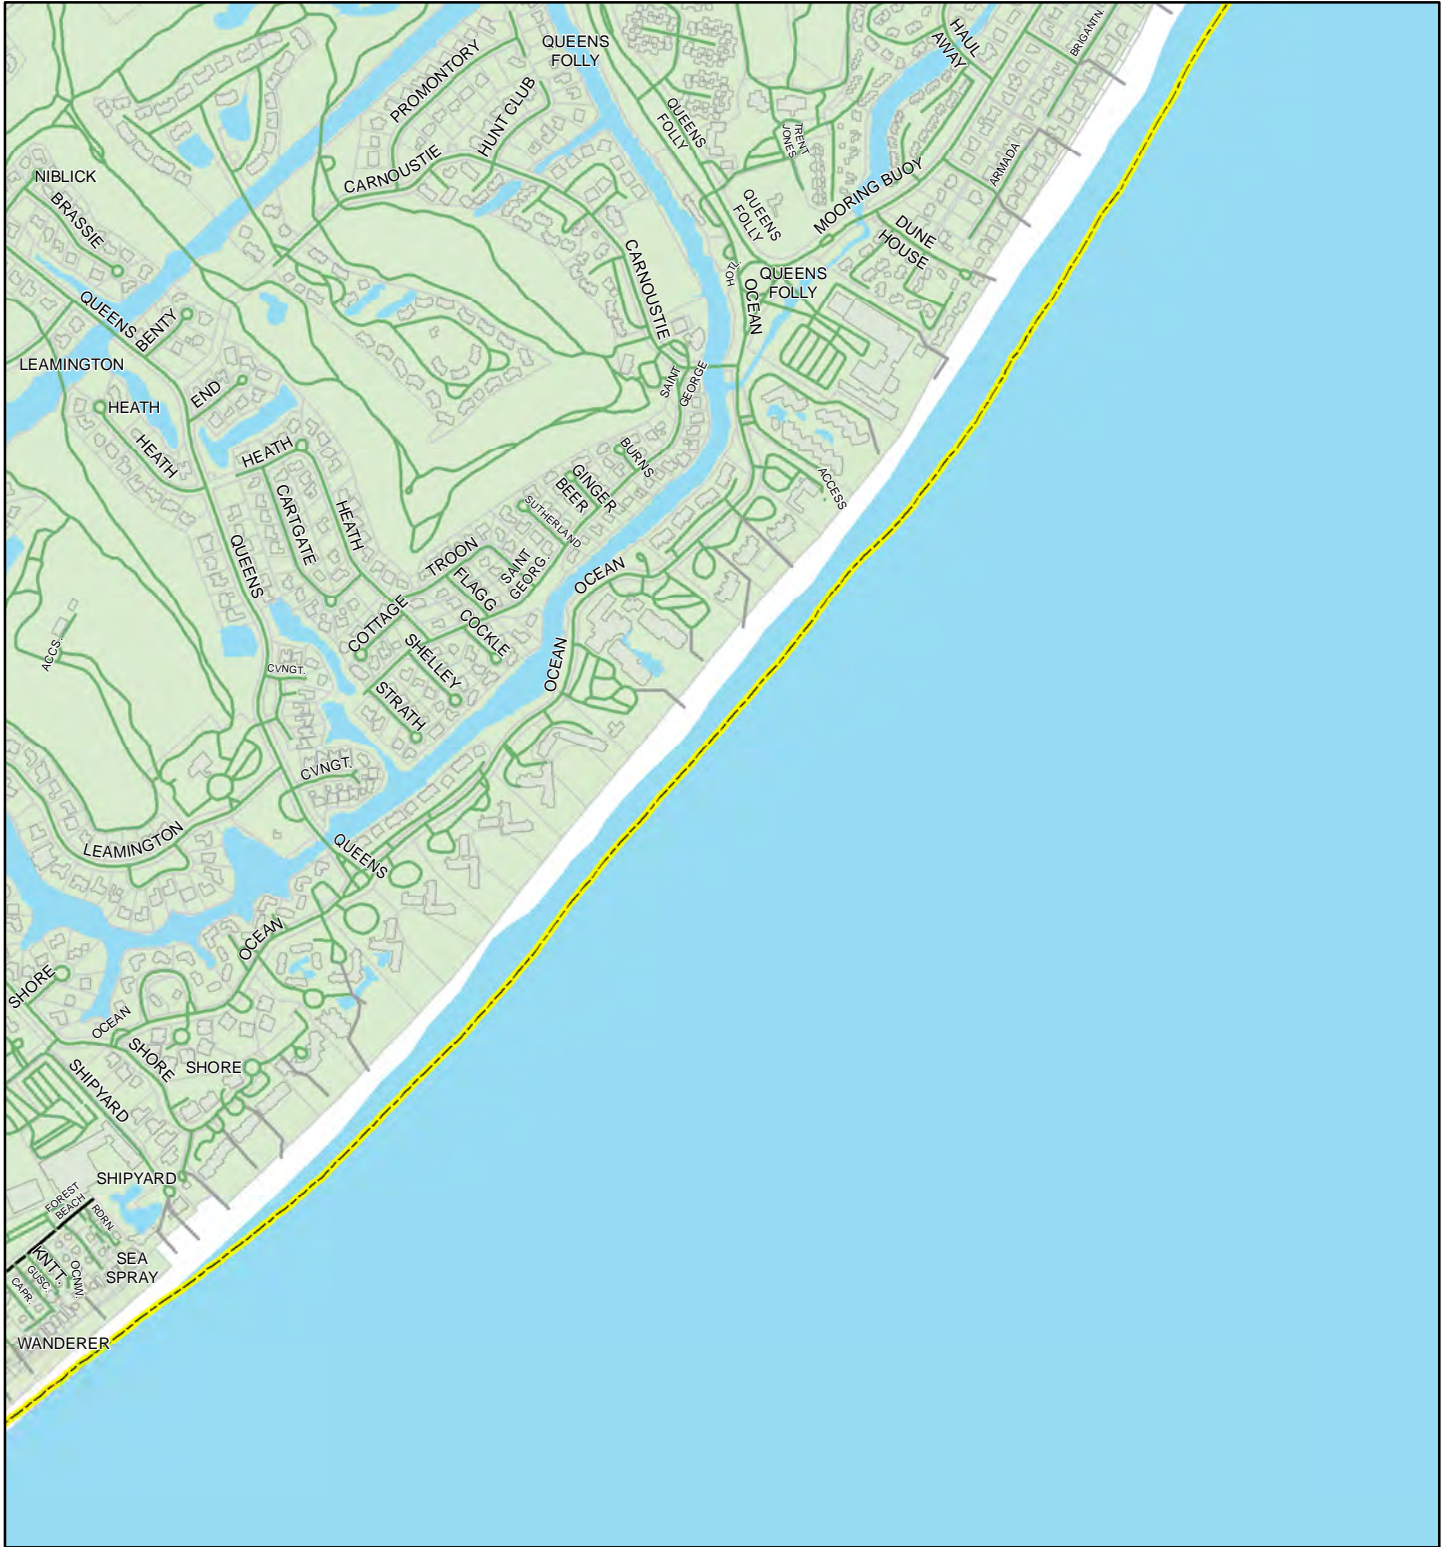 HAUL
AWAY
BRIGANTN.
QUEENS
FOLLY
PROMONTORY
HUNT CLUB
QUEENS
FOLLY
TRENT
JONES
CARNOUSTIE
MOORING BUOY
ARMADA
NIBLICK
BRASSIE
QUEENS
FOLLY
DUNE
HOUSE
CARNOUSTIE
HOTL.
QUEENS
FOLLY
OCEAN
QUEENS
BENTY
LEAMINGTON
END
SAINT
GEORGE
HEATH
HEATH
HEATH
BURNS
GINGER
BEER
ACCESS
CARTGATE
HEATH
SUTHERLAND
QUEENS
TROON
FLAGG
SAINT
GEORG.
OCEAN
COTTAGE
COCKLE
SHELLEY
ACCS.
CVNGT.
OCEAN
STRATH
CVNGT.
LEAMINGTON
QUEENS
OCEAN
SHORE
OCEAN
SHORE
SHORE
SHIPYARD
SHIPYARD
FOREST
BEACH
RDRN.
KNTT.
GUSC.
OCNW.
CAPR.
SEA
SPRAY
WANDERER